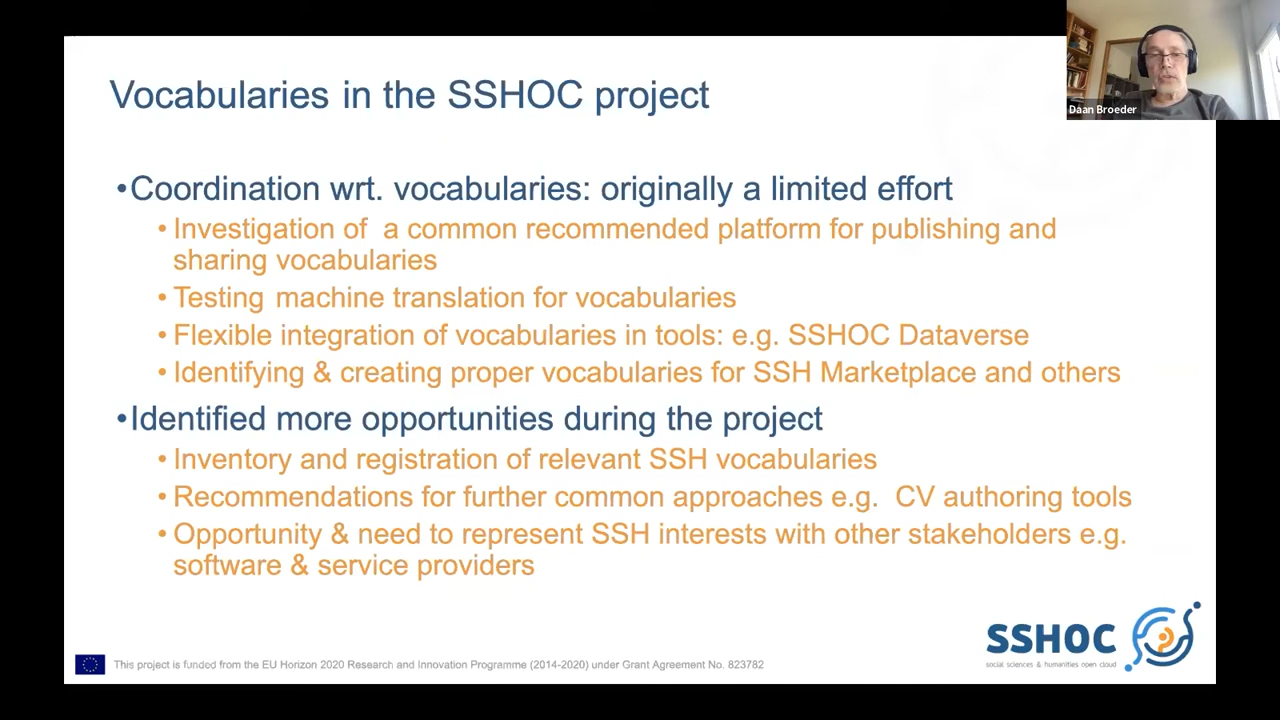 Vocabularies in the SSHOC project
Daan Broeder
•Coordination wrt. vocabularies: originally a limited effort
• Investigation of a common recommended platform for publishing and
sharing vocabularies
• Testing machine translation for vocabularies
• Flexible integration of vocabularies in tools: e.g. SSHOC Dataverse
• Identifying & creating proper vocabularies for SSH Marketplace and others
•Identified more opportunities during the project
• Inventory and registration of relevant SSH vocabularies
• Recommendations for further common approaches e.g. CV authoring tools
• Opportunity & need to represent SSH interests with other stakeholders e.g.
software & service providers
SSHOC
social sciences & humanities open cloud
This project is funded from the EU Horizon 2020 Research and Innovation Programme (2014-2020) under Grant Agreement No. 823782